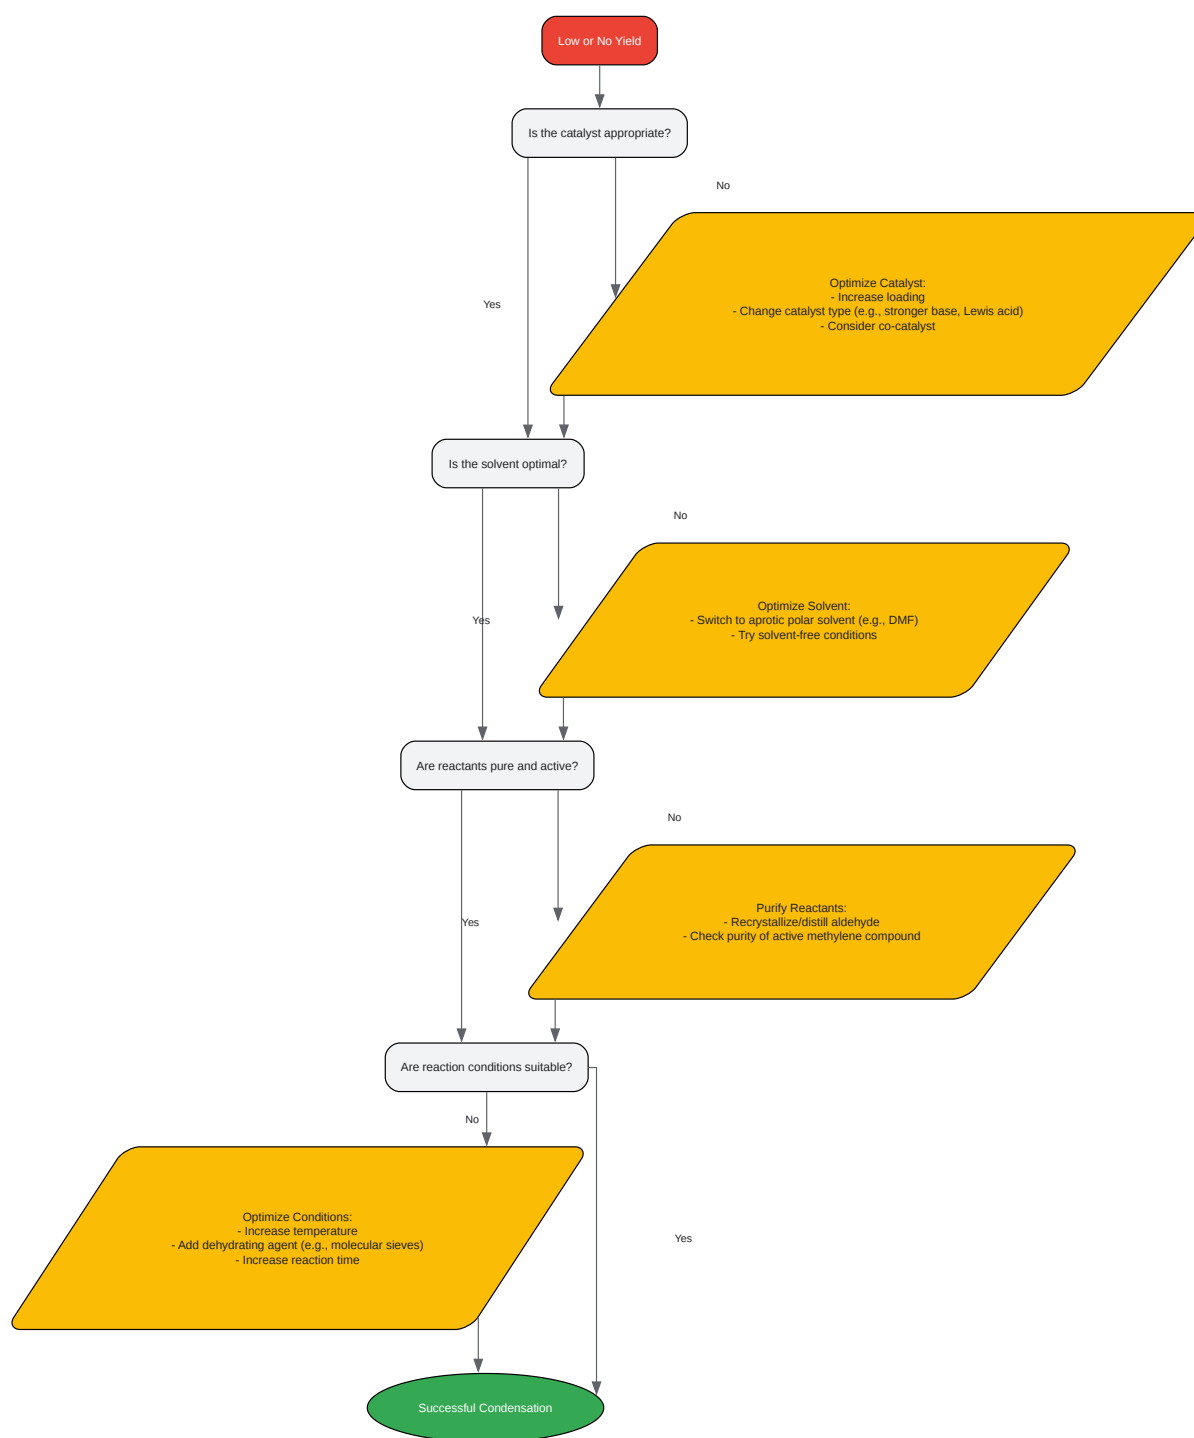 Low or No Yield
Is the catalyst appropriate?
No
Optimize Catalyst:
- Increase loading
- Change catalyst type (e.g., stronger base, Lewis acid)
- Consider co-catalyst
Yes
Is the solvent optimal?
No
Optimize Solvent:
- Switch to aprotic polar solvent (e.g., DMF)
- Try solvent-free conditions
Yes
Are reactants pure and active?
No
Purify Reactants:
- Recrystallize/distill aldehyde
- Check purity of active methylene compound
Yes
Are reaction conditions suitable?
No
Optimize Conditions:
- Increase temperature
- Add dehydrating agent (e.g., molecular sieves)
- Increase reaction time
Yes
Successful Condensation